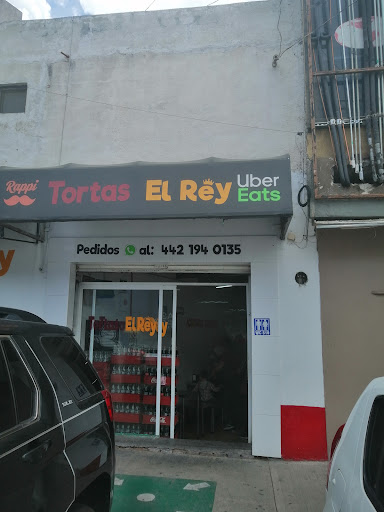 Rappi Tortas El Rey Uber Eats
Pedidos al: 442 194 0135
El Rey